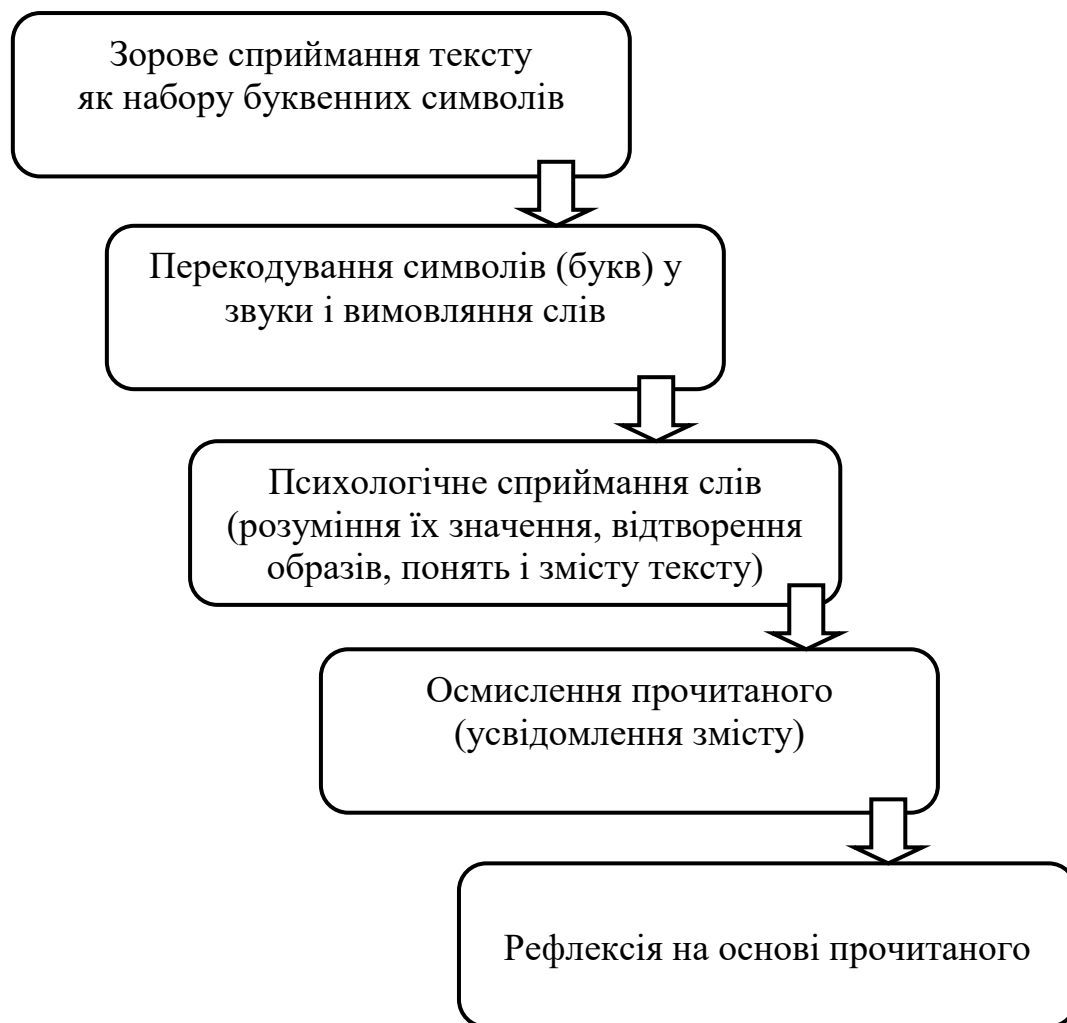 Зорове сприймання тексту
як набору буквенних символів
Перекодування символів (букв) у
звуки і вимовляння слів
Психологічне сприймання слів
(розуміння їх значення, відтворення
образів, понять і змісту тексту)
Осмислення прочитаного
(усвідомлення змісту)
Рефлексія на основі прочитаного